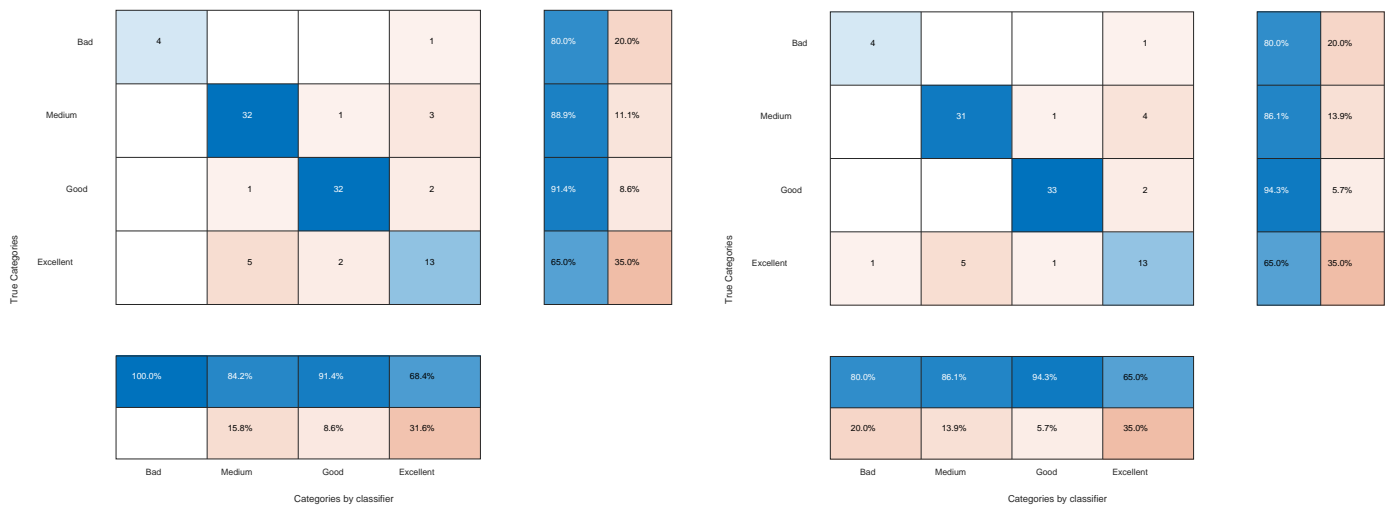 Bad 4 1 80.0% 20.0%
Medium 32 1 3 88.9% 11.1%
Good 1 32 2 91.4% 8.6%
Excellent 5 2 13 65.0% 35.0%
True Categories
100.0% 84.2% 91.4% 68.4%
15.8% 8.6% 31.6%
Bad Medium Good Excellent
Categories by classifier
Bad 4 1 80.0% 20.0%
Medium 31 1 4 86.1% 13.9%
Good 33 2 94.3% 5.7%
Excellent 1 5 1 13 65.0% 35.0%
True Categories
80.0% 86.1% 94.3% 65.0%
20.0% 13.9% 5.7% 35.0%
Bad Medium Good Excellent
Categories by classifier